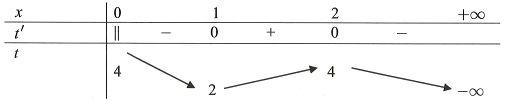 x 0 1 2 +∞
t′ || − 0 + 0 −
t 4 2 4 −∞